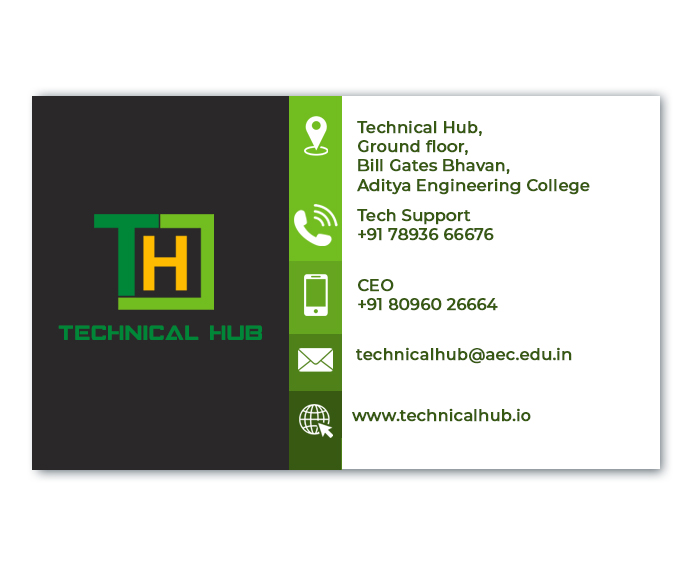 TH
TECHNICAL HUB
Technical Hub,
Ground floor,
Bill Gates Bhavan,
Aditya Engineering College
Tech Support
+91 78936 66676
CEO
+91 80960 26664
technicalhub@aec.edu.in
www.technicalhub.io